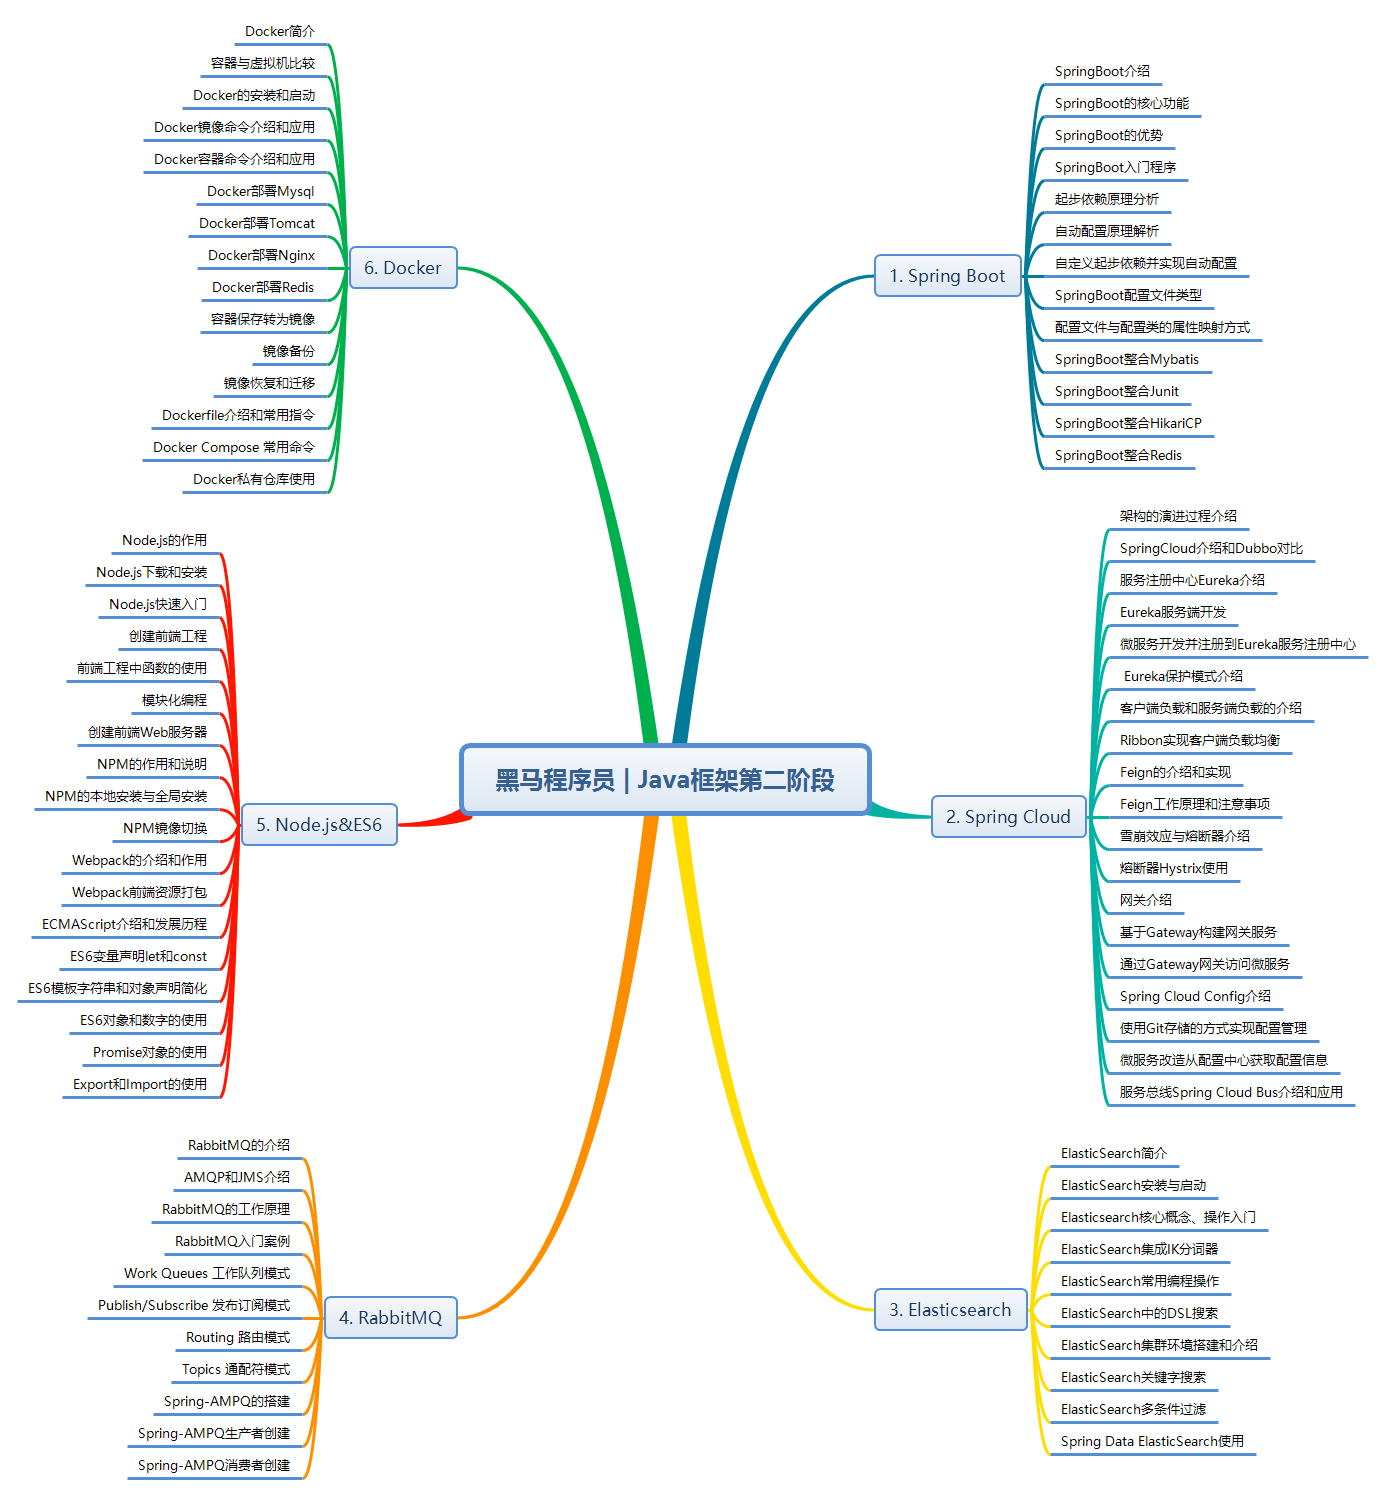 黑马程序员 | Java框架第二阶段
1. Spring Boot
SpringBoot介绍
SpringBoot的核心功能
SpringBoot的优势
SpringBoot入门程序
起步依赖原理分析
自动配置原理解析
自定义起步依赖并实现自动配置
SpringBoot配置文件类型
配置文件与配置类的属性映射方式
SpringBoot整合Mybatis
SpringBoot整合Junit
SpringBoot整合HikariCP
SpringBoot整合Redis
2. Spring Cloud
架构的演进过程介绍
SpringCloud介绍和Dubbo对比
服务注册中心Eureka介绍
Eureka服务端开发
微服务开发并注册到Eureka服务注册中心
Eureka保护模式介绍
客户端负载和服务端负载的介绍
Ribbon实现客户端负载均衡
Feign的介绍和实现
Feign工作原理和注意事项
雪崩效应与熔断器介绍
熔断器Hystrix使用
网关介绍
基于Gateway构建网关服务
通过Gateway网关访问微服务
Spring Cloud Config介绍
使用Git存储的方式实现配置管理
微服务改造从配置中心获取配置信息
服务总线Spring Cloud Bus介绍和应用
3. Elasticsearch
ElasticSearch简介
ElasticSearch安装与启动
Elasticsearch核心概念、操作入门
ElasticSearch集成IK分词器
ElasticSearch常用编程操作
ElasticSearch中的DSL搜索
ElasticSearch集群环境搭建和介绍
ElasticSearch关键字搜索
ElasticSearch多条件过滤
Spring Data ElasticSearch使用
4. RabbitMQ
RabbitMQ的介绍
AMQP和JMS介绍
RabbitMQ的工作原理
RabbitMQ入门案例
Work Queues 工作队列模式
Publish/Subscribe 发布订阅模式
Routing 路由模式
Topics 通配符模式
Spring-AMPQ的搭建
Spring-AMPQ生产者创建
Spring-AMPQ消费者创建
5. Node.js&ES6
Node.js的作用
Node.js下载和安装
Node.js快速入门
创建前端工程
前端工程中函数的使用
模块化编程
创建前端Web服务器
NPM的作用和说明
NPM的本地安装与全局安装
NPM镜像切换
Webpack的介绍和作用
Webpack前端资源打包
ECMAScript介绍和发展历程
ES6变量声明let和const
ES6模板字符串和对象声明简化
ES6对象和数字的使用
Promise对象的使用
Export和Import的使用
6. Docker
Docker简介
容器与虚拟机比较
Docker的安装和启动
Docker镜像命令介绍和应用
Docker容器命令介绍和应用
Docker部署Mysql
Docker部署Tomcat
Docker部署Nginx
Docker部署Redis
容器保存转为镜像
镜像备份
镜像恢复和迁移
Dockerfile介绍和常用指令
Docker Compose 常用命令
Docker私有仓库使用